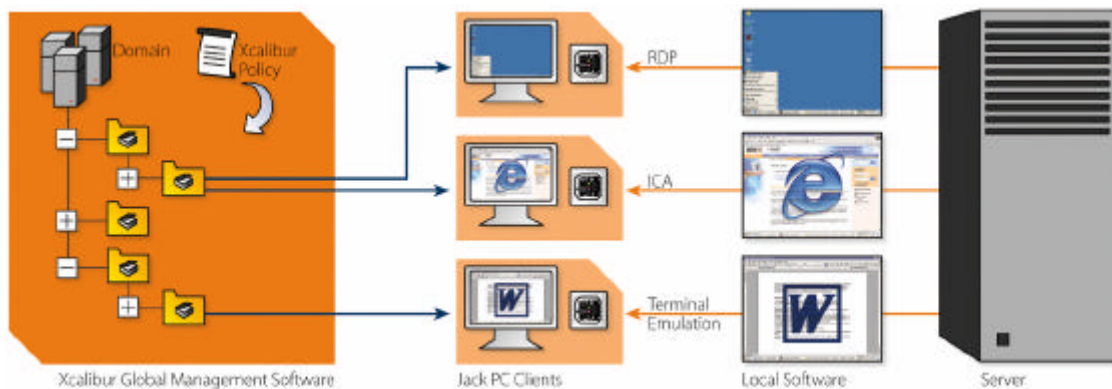 Domain
Xcalibur
Policy
RDP
ICA
W
W
Terminal
Emulation
Xcalibur Global Management Software
Jack PC Clients
Local Software
Server